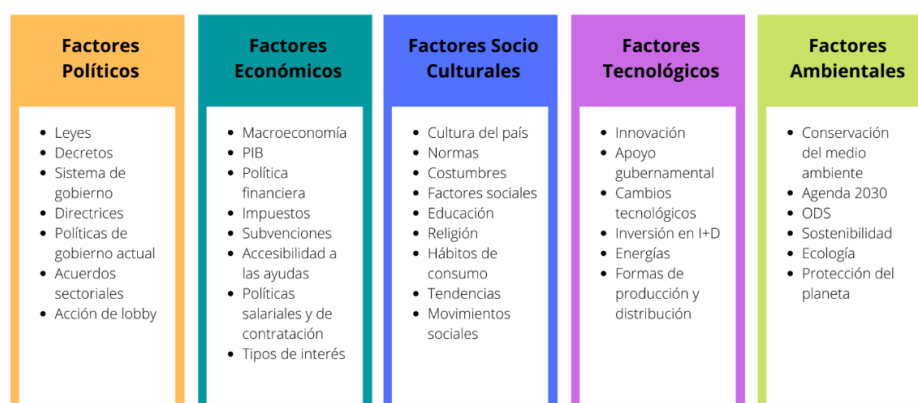 Factores
Políticos
Leyes
Decretos
Sistema de
gobierno
Directrices
Políticas de
gobierno actual
Acuerdos
sectoriales
Acción de lobby
Factores
Económicos
Macroeconomía
PIB
Política
financiera
Impuestos
Subvenciones
Accesibilidad a
las ayudas
Políticas
salariales y de
contratación
Tipos de interés
Factores Socio
Culturales
Cultura del país
Normas
Costumbres
Factores sociales
Educación
Religión
Hábitos de
consumo
Tendencias
Movimientos
sociales
Factores
Tecnológicos
Innovación
Apoyo
gubernamental
Cambios
tecnológicos
Inversión en I+D
Energías
Formas de
producción y
distribución
Factores
Ambientales
Conservación
del medio
ambiente
Agenda 2030
ODS
Sostenibilidad
Ecología
Protección del
planeta